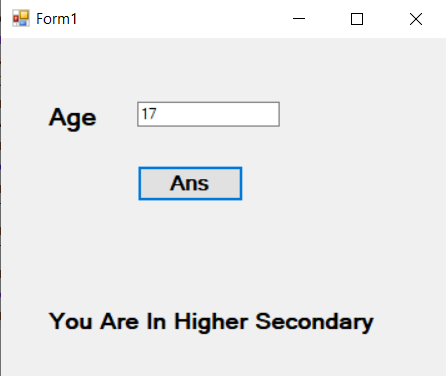 Form1
Age 17
Ans
You Are In Higher Secondary